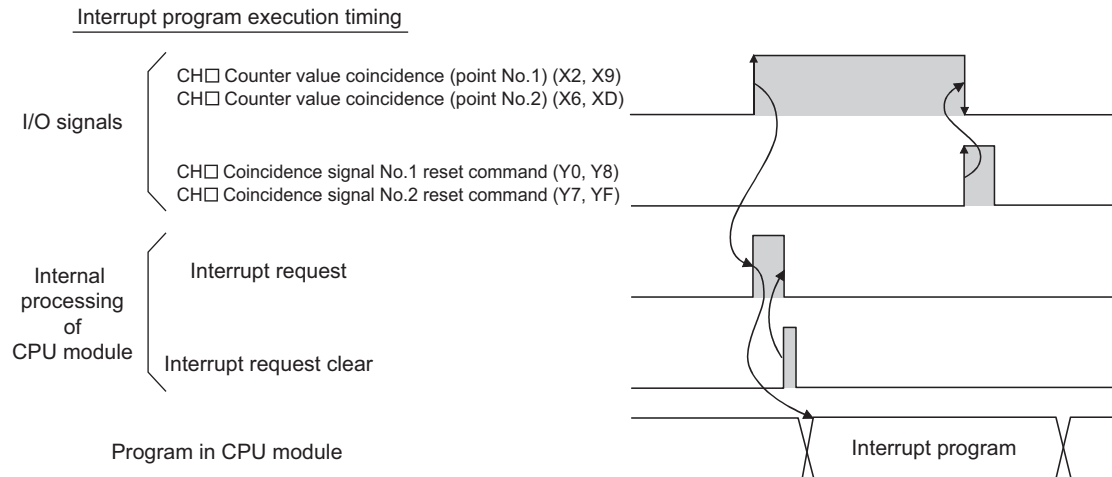 Interrupt program execution timing
I/O signals
CH□ Counter value coincidence (point No.1) (X2, X9)
CH□ Counter value coincidence (point No.2) (X6, XD)
CH□ Coincidence signal No.1 reset command (Y0, Y8)
CH□ Coincidence signal No.2 reset command (Y7, YF)
Internal
processing
of
CPU module
Interrupt request
Interrupt request clear
Program in CPU module
Interrupt program